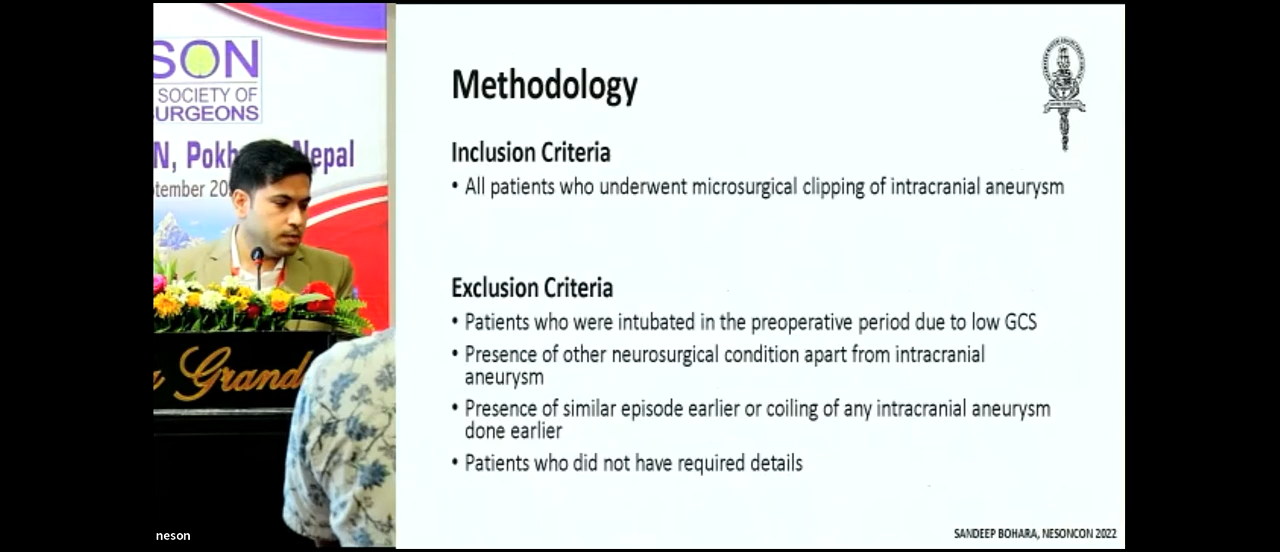 SON
SOCIETY OF
URGEONS
N, Pok
epal
tember 20
Grand
neson
Methodology
Inclusion Criteria
• All patients who underwent microsurgical clipping of intracranial aneurysm
Exclusion Criteria
• Patients who were intubated in the preoperative period due to low GCS
• Presence of other neurosurgical condition apart from intracranial
aneurysm
• Presence of similar episode earlier or coiling of any intracranial aneurysm
done earlier
• Patients who did not have required details
SANDEEP BOHARA, NESONCON 2022